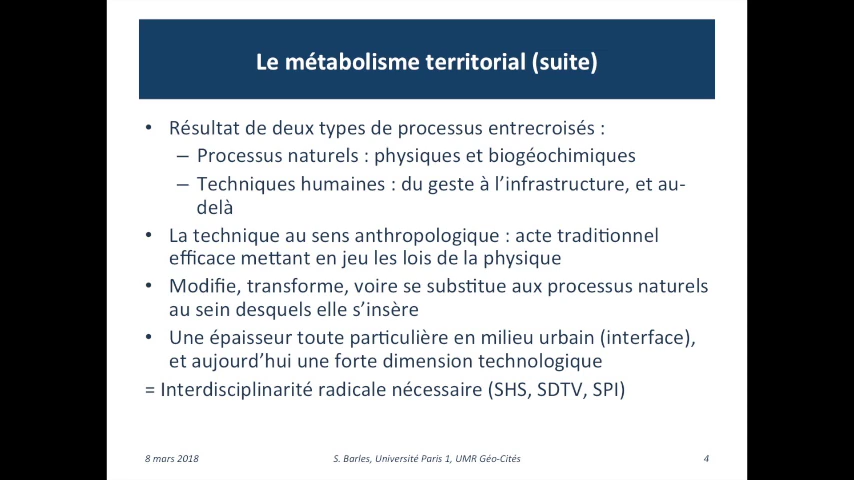 Le métabolisme territorial (suite)
• Résultat de deux types de processus entrecroisés :
– Processus naturels : physiques et biogéochimiques
– Techniques humaines : du geste à l’infrastructure, et au-
delà
• La technique au sens anthropologique : acte traditionnel
efficace mettant en jeu les lois de la physique
• Modifie, transforme, voire se substitue aux processus naturels
au sein desquels elle s’insère
• Une épaisseur toute particulière en milieu urbain (interface),
et aujourd’hui une forte dimension technologique
= Interdisciplinarité radicale nécessaire (SHS, SDTV, SPI)
8 mars 2018
S. Barles, Université Paris 1, UMR Géo-Cités
4